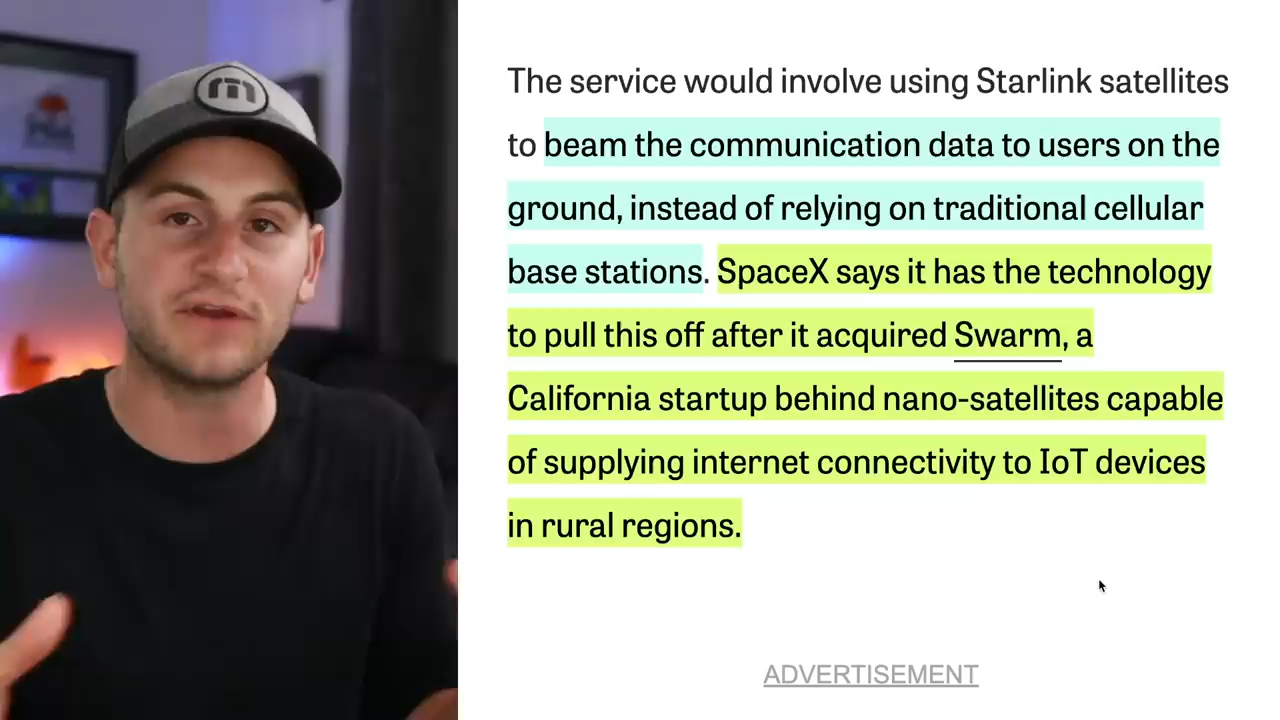 The service would involve using Starlink satellites
to beam the communication data to users on the
ground, instead of relying on traditional cellular
base stations. SpaceX says it has the technology
to pull this off after it acquired Swarm, a
California startup behind nano-satellites capable
of supplying internet connectivity to IoT devices
in rural regions.
ADVERTISEMENT